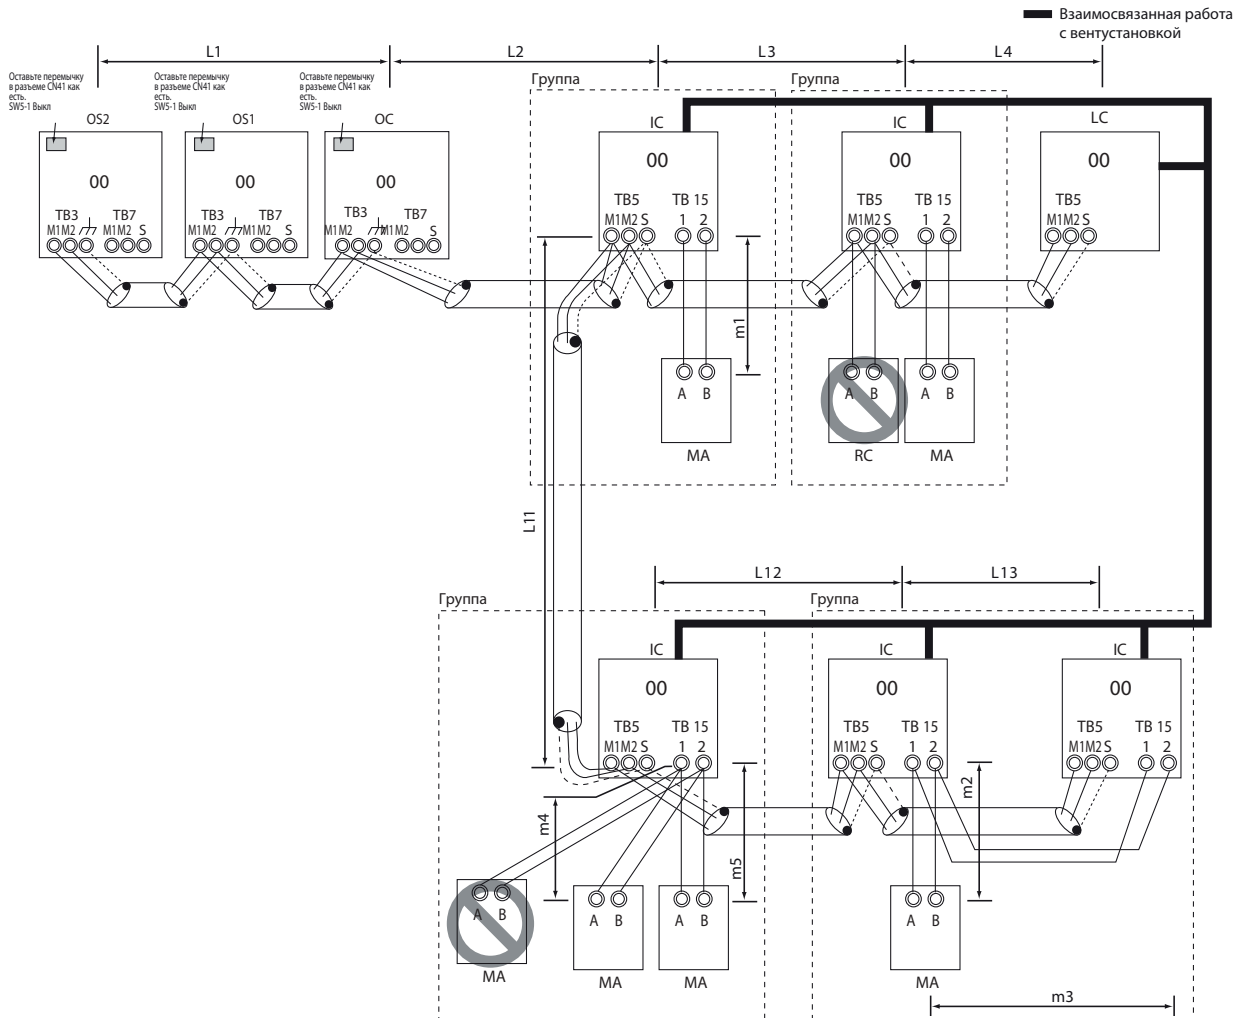 Взаимосвязанная работа
с вентустановкой
L1
L2
L3
L4
Оставьте перемычку
в разъеме CN41 как
есть.
SW5-1 Выкл
Оставьте перемычку
в разъеме CN41 как
есть.
SW5-1 Выкл
Оставьте перемычку
в разъеме CN41 как
есть.
SW5-1 Выкл
Группа
Группа
OS2
OS1
OC
IC
IC
LC
00
00
00
00
00
00
TB3
TB7
M1M2
M1M2 S
TB3
TB7
M1M2
M1M2 S
TB3
TB7
M1M2
M1M2 S
TB5
TB 15
M1M2 S
1
2
TB5
TB 15
M1M2 S
1
2
TB5
M1M2 S
m1
A
B
MA
A
B
RC
A
B
MA
L11
L12
L13
Группа
Группа
IC
IC
IC
00
00
00
TB5
TB 15
M1M2 S
1
2
TB5
TB 15
M1M2 S
1
2
TB5
TB 15
M1M2 S
1
2
m4
m5
m2
A
B
MA
A
B
MA
A
B
MA
A
B
MA
m3